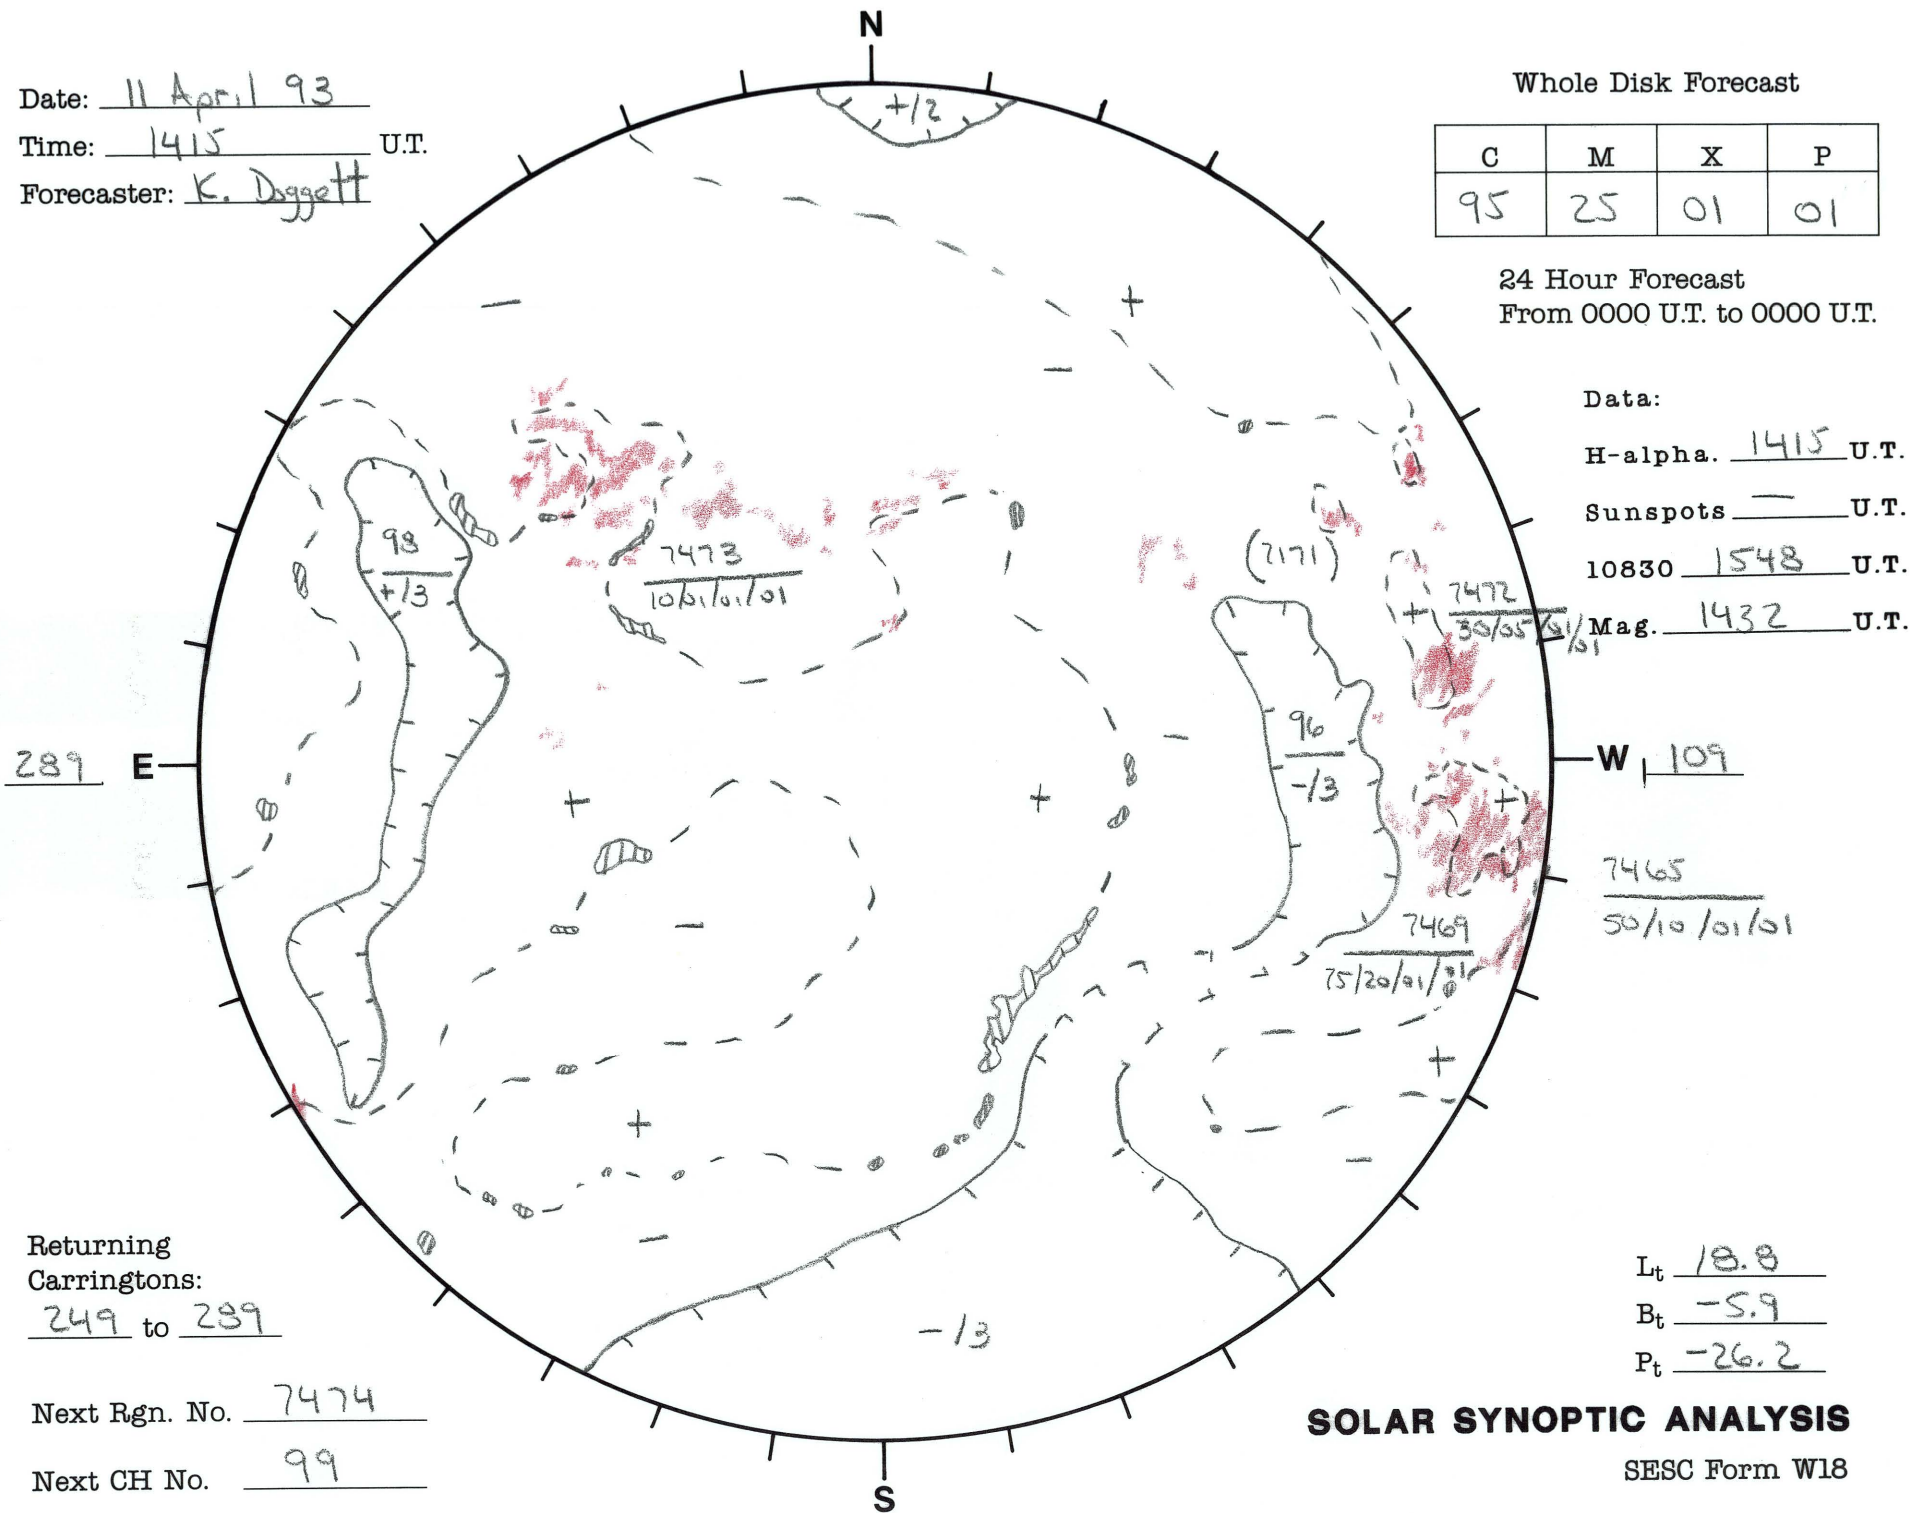 N
Date: 11 April 93
Time: 1415 U.T.
Forecaster: K. Doggett
Whole Disk Forecast
C M X P
95 25 01 01
24 Hour Forecast
From 0000 U.T. to 0000 U.T.
Data:
H-alpha. 1415 U.T.
Sunspots — U.T.
10830 1548 U.T.
Mag. 1432 U.T.
+/2
98
+/3
7473
10/01/01/01
(7171)
7472
30/05/01/01
96
-/3
289 E
W 109
7465
50/10/01/01
7469
75/20/01/01
-/3
Returning
Carringtons:
249 to 289
Next Rgn. No. 7474
Next CH No. 99
Lt 18.8
Bt -5.9
Pt -26.2
SOLAR SYNOPTIC ANALYSIS
SESC Form W18
S